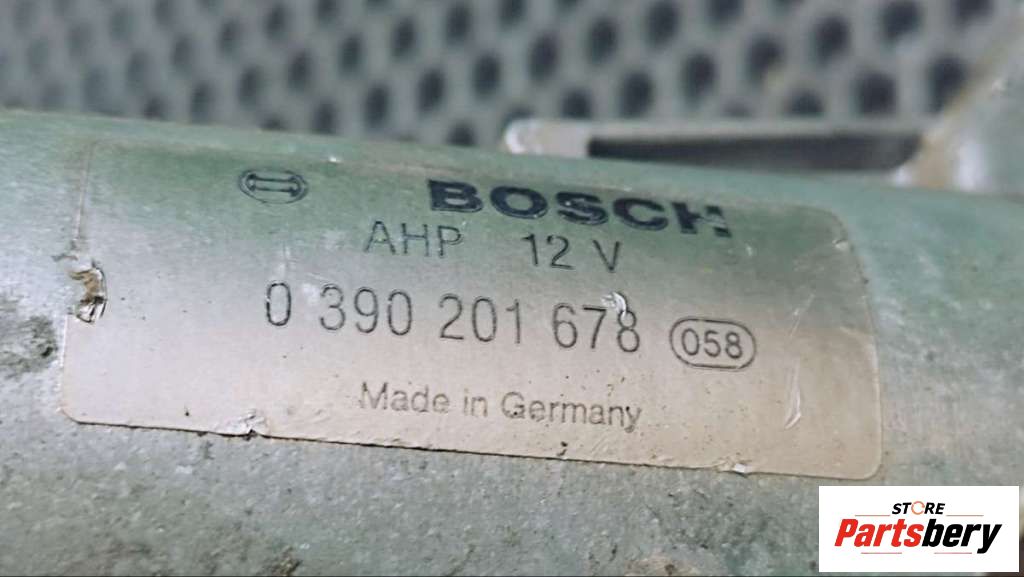 BOSCH
AHP 12 V
0 390 201 678 058
Made in Germany
STORE
Partsbery